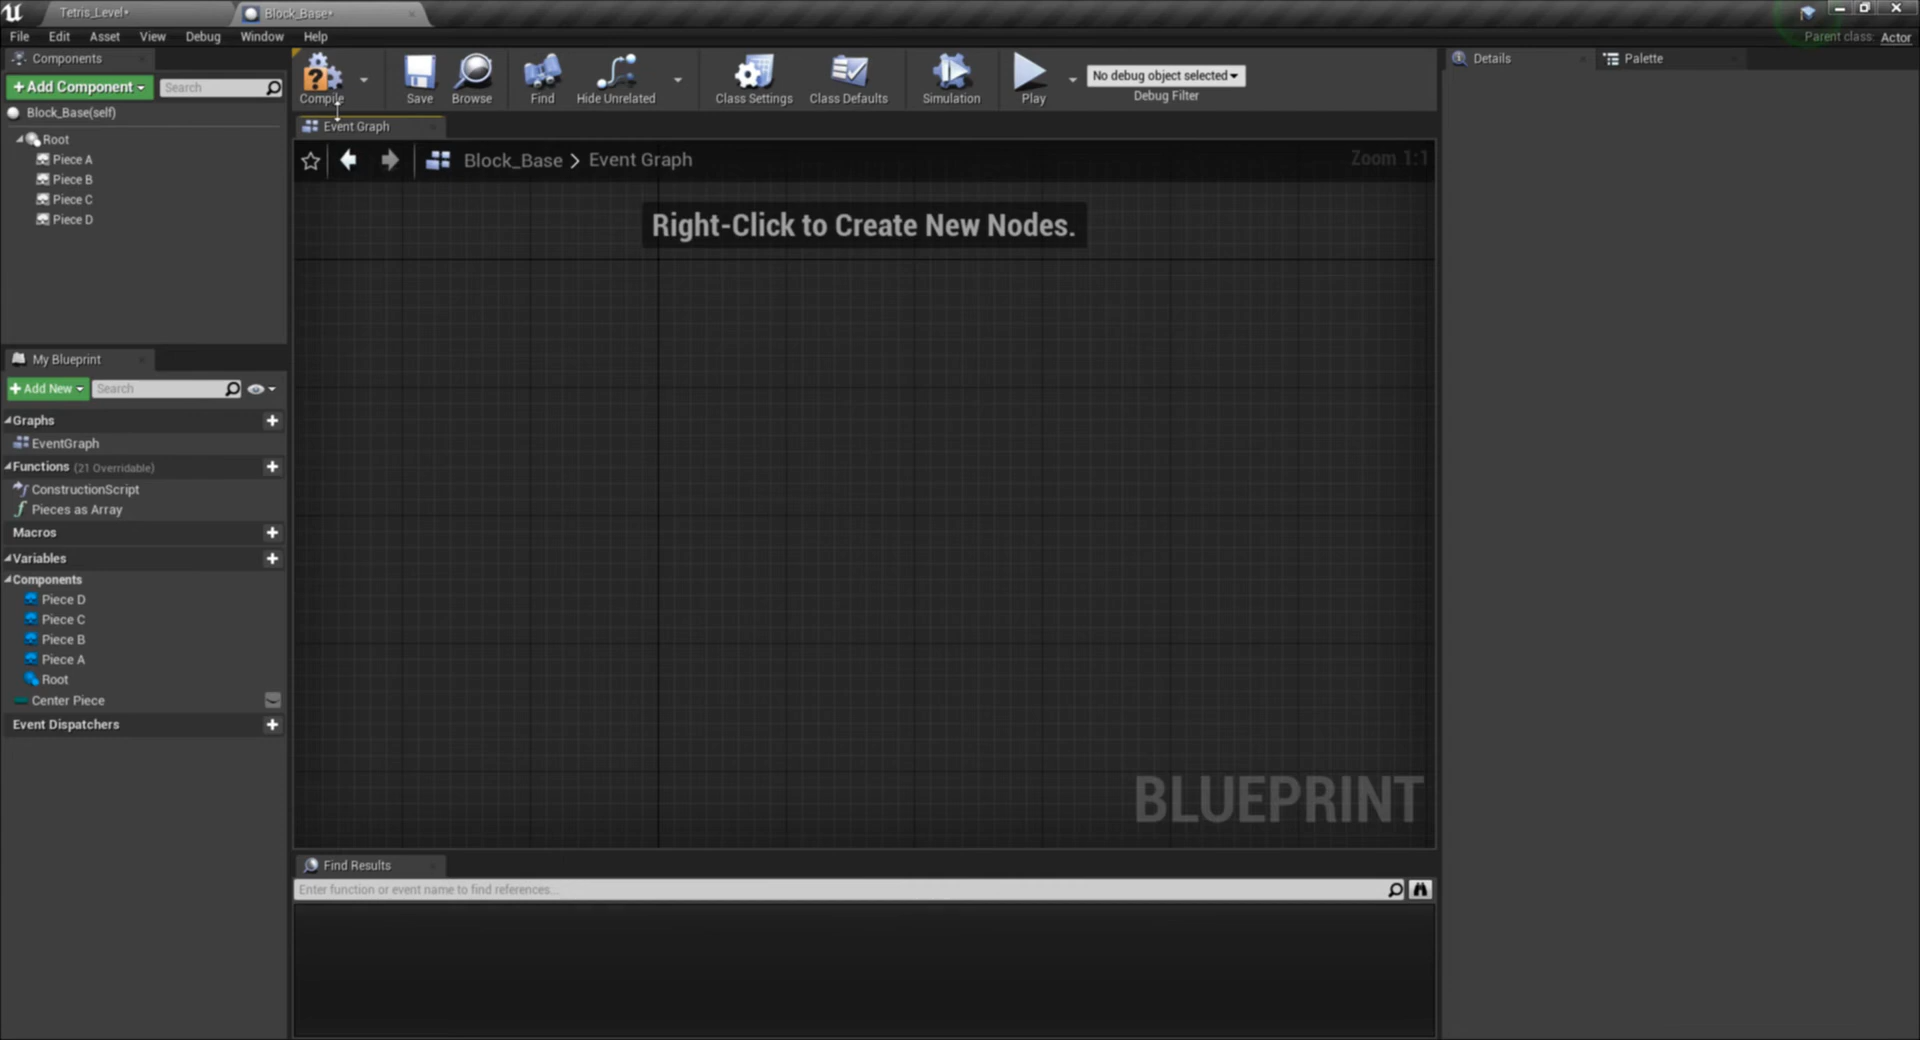 Tetris_Level•
Block_Base•
File Edit Asset View Debug Window Help
Parent class: Actor
Components
+Add Component
Search
Block_Base(self)
Root
Piece A
Piece B
Piece C
Piece D
Compile
Save
Browse
Find
Hide Unrelated
Class Settings
Class Defaults
Simulation
Play
No debug object selected
Debug Filter
Details
Palette
Event Graph
Block_Base > Event Graph
Zoom 1:1
Right-Click to Create New Nodes.
BLUEPRINT
My Blueprint
+Add New
Search
Graphs
EventGraph
Functions (21 Overridable)
ConstructionScript
Pieces as Array
Macros
Variables
Components
Piece D
Piece C
Piece B
Piece A
Root
Center Piece
Event Dispatchers
Find Results
Enter function or event name to find references...